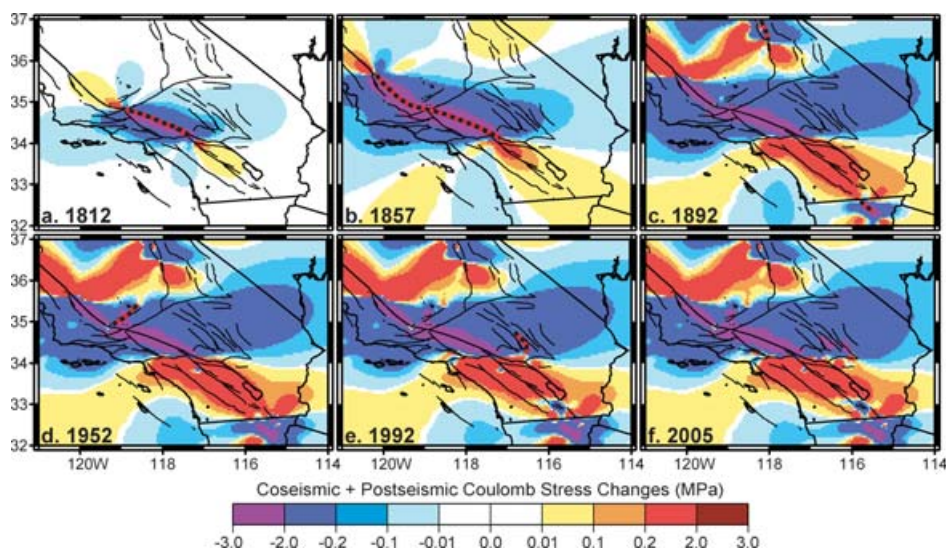 37
36
35
34
33
32
a. 1812
b. 1857
c. 1892
37
36
35
34
33
32
d. 1952
e. 1992
f. 2005
120W 118 116 114 120W 118 116 114 120W 118 116 114
Coseismic + Postseismic Coulomb Stress Changes (MPa)
-3.0 -2.0 -0.1 -0.01 0.0 0.01 0.1 0.2 2.0 3.0